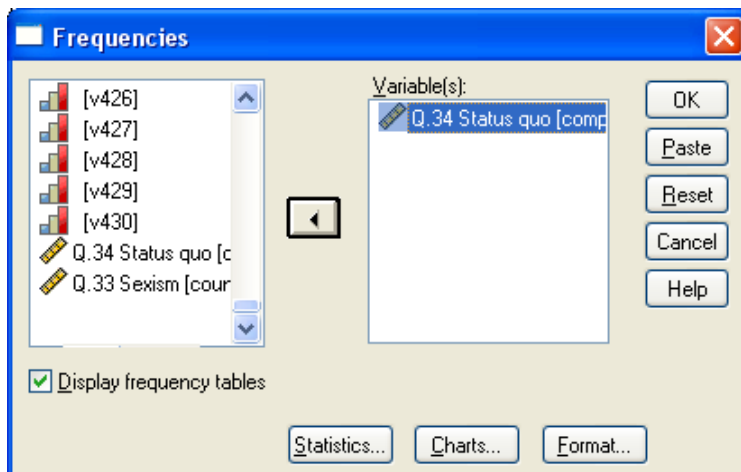 Frequencies
[v426]
[v427]
[v428]
[v429]
[v430]
Q.34 Status quo [c
Q.33 Sexism [cour
Variable(s):
Q.34 Status quo [comp
OK
Paste
Reset
Cancel
Help
Display frequency tables
Statistics...
Charts...
Format...